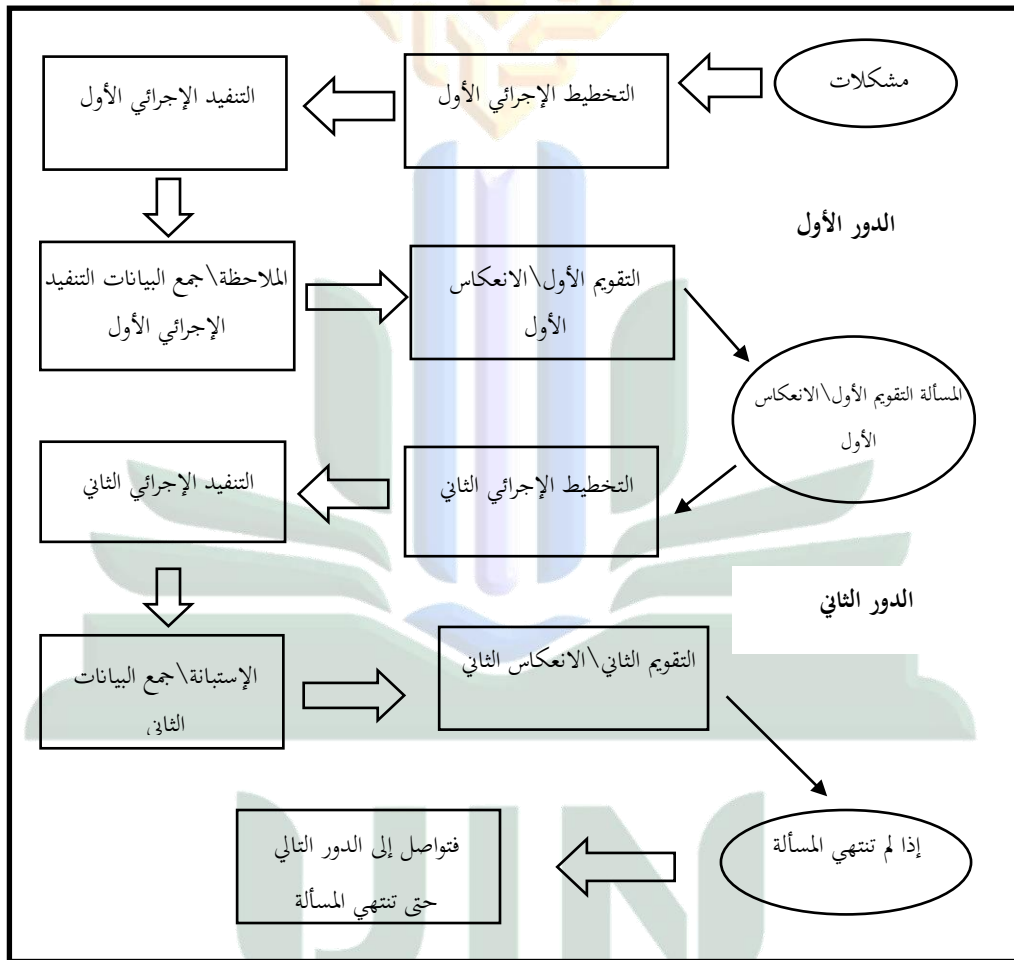 مشكلات
التخطيط الإجرائي الأول
التنفيد الإجرائي الأول
الدور الأول
الملاحظة\جمع البيانات التنفيد
الإجرائي الأول
التقويم الأول\الانعكاس
الأول
المسألة التقويم الأول\الانعكاس
الأول
التخطيط الإجرائي الثاني
التنفيد الإجرائي الثاني
الدور الثاني
الإستبانة\جمع البيانات
الثاني
التقويم الثاني\الانعكاس الثاني
إذا لم تنتهي المسألة
فتواصل إلى الدور التالي
حتى تنتهي المسألة
UIN